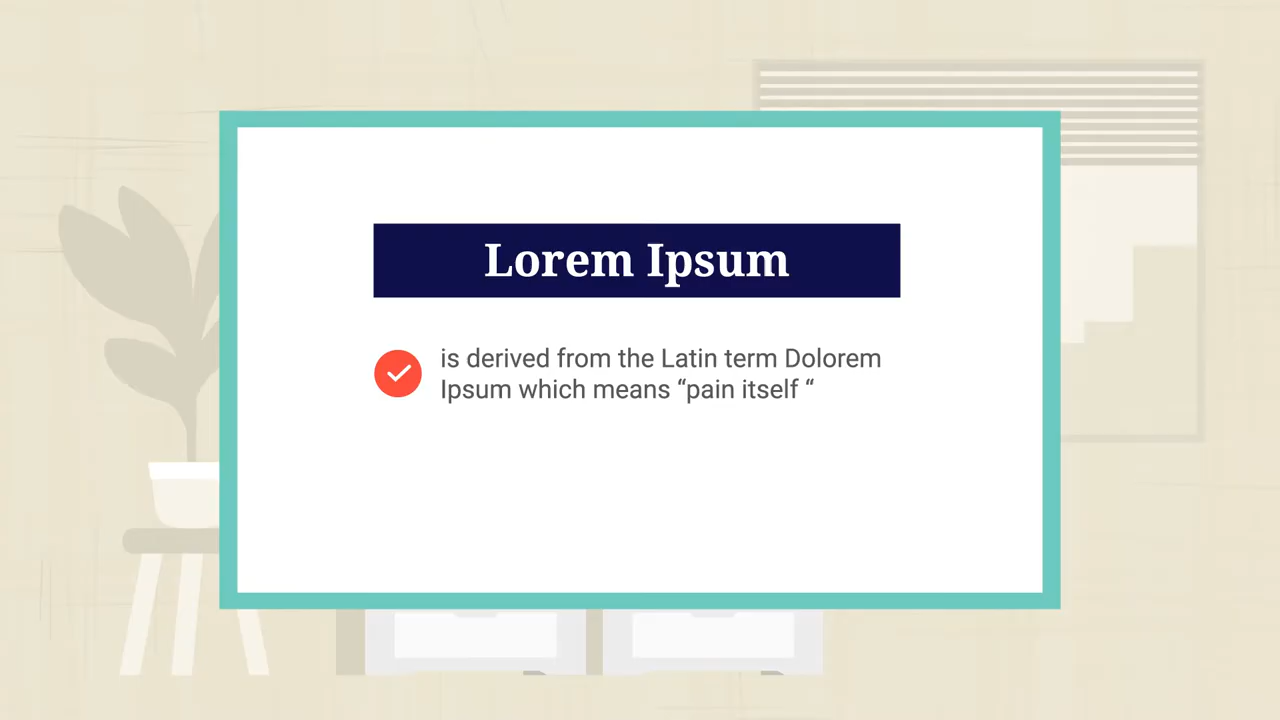 Lorem Ipsum
is derived from the Latin term Dolorem
Ipsum which means “pain itself “